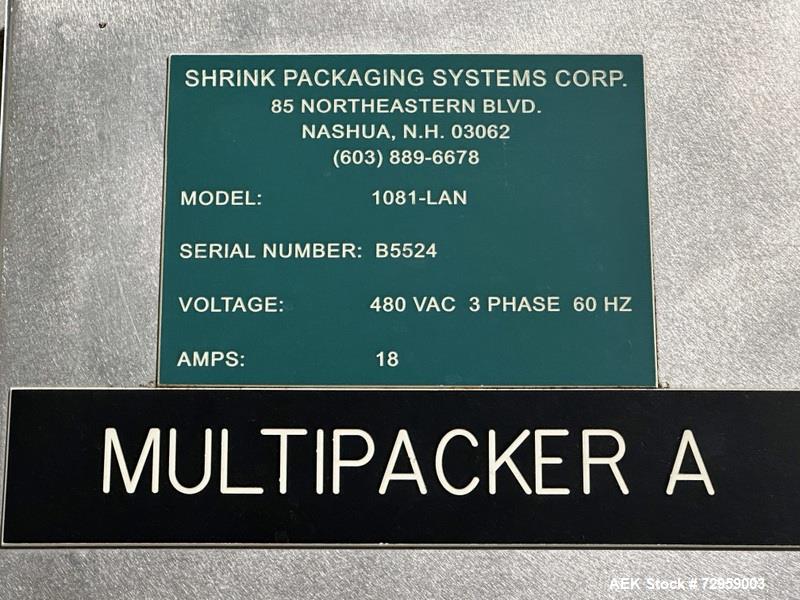 SHRINK PACKAGING SYSTEMS CORP.
85 NORTHEASTERN BLVD.
NASHUA, N.H. 03062
(603) 889-6678
MODEL: 1081-LAN
SERIAL NUMBER: B5524
VOLTAGE: 480 VAC 3 PHASE 60 HZ
AMPS: 18
MULTIPACKER A
AEK Stock # 72959003